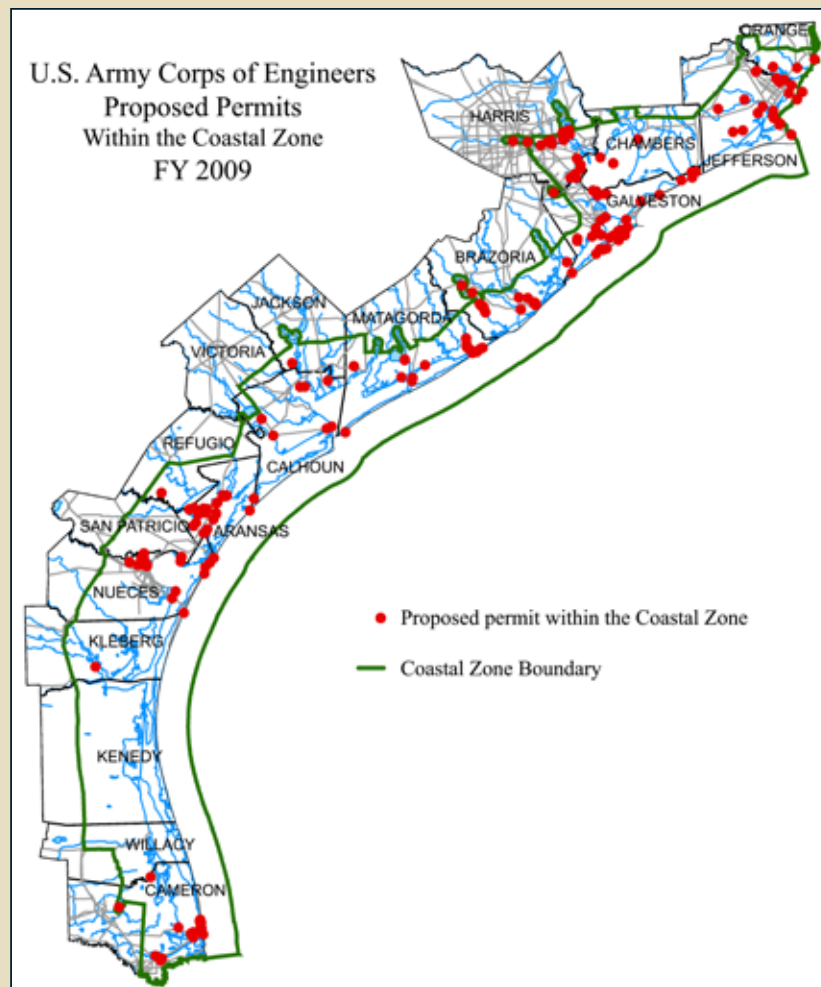 U.S. Army Corps of Engineers
Proposed Permits
Within the Coastal Zone
FY 2009
ORANGE
HARRIS
CHAMBERS
JEFFERSON
GALVESTON
BRAZORIA
JACKSON
MATAGORDA
VICTORIA
REFUGIO
CALHOUN
SAN PATRICIO
ARANSAS
NUECES
Proposed permit within the Coastal Zone
KLEBERG
Coastal Zone Boundary
KENEDY
WILLACY
CAMERON